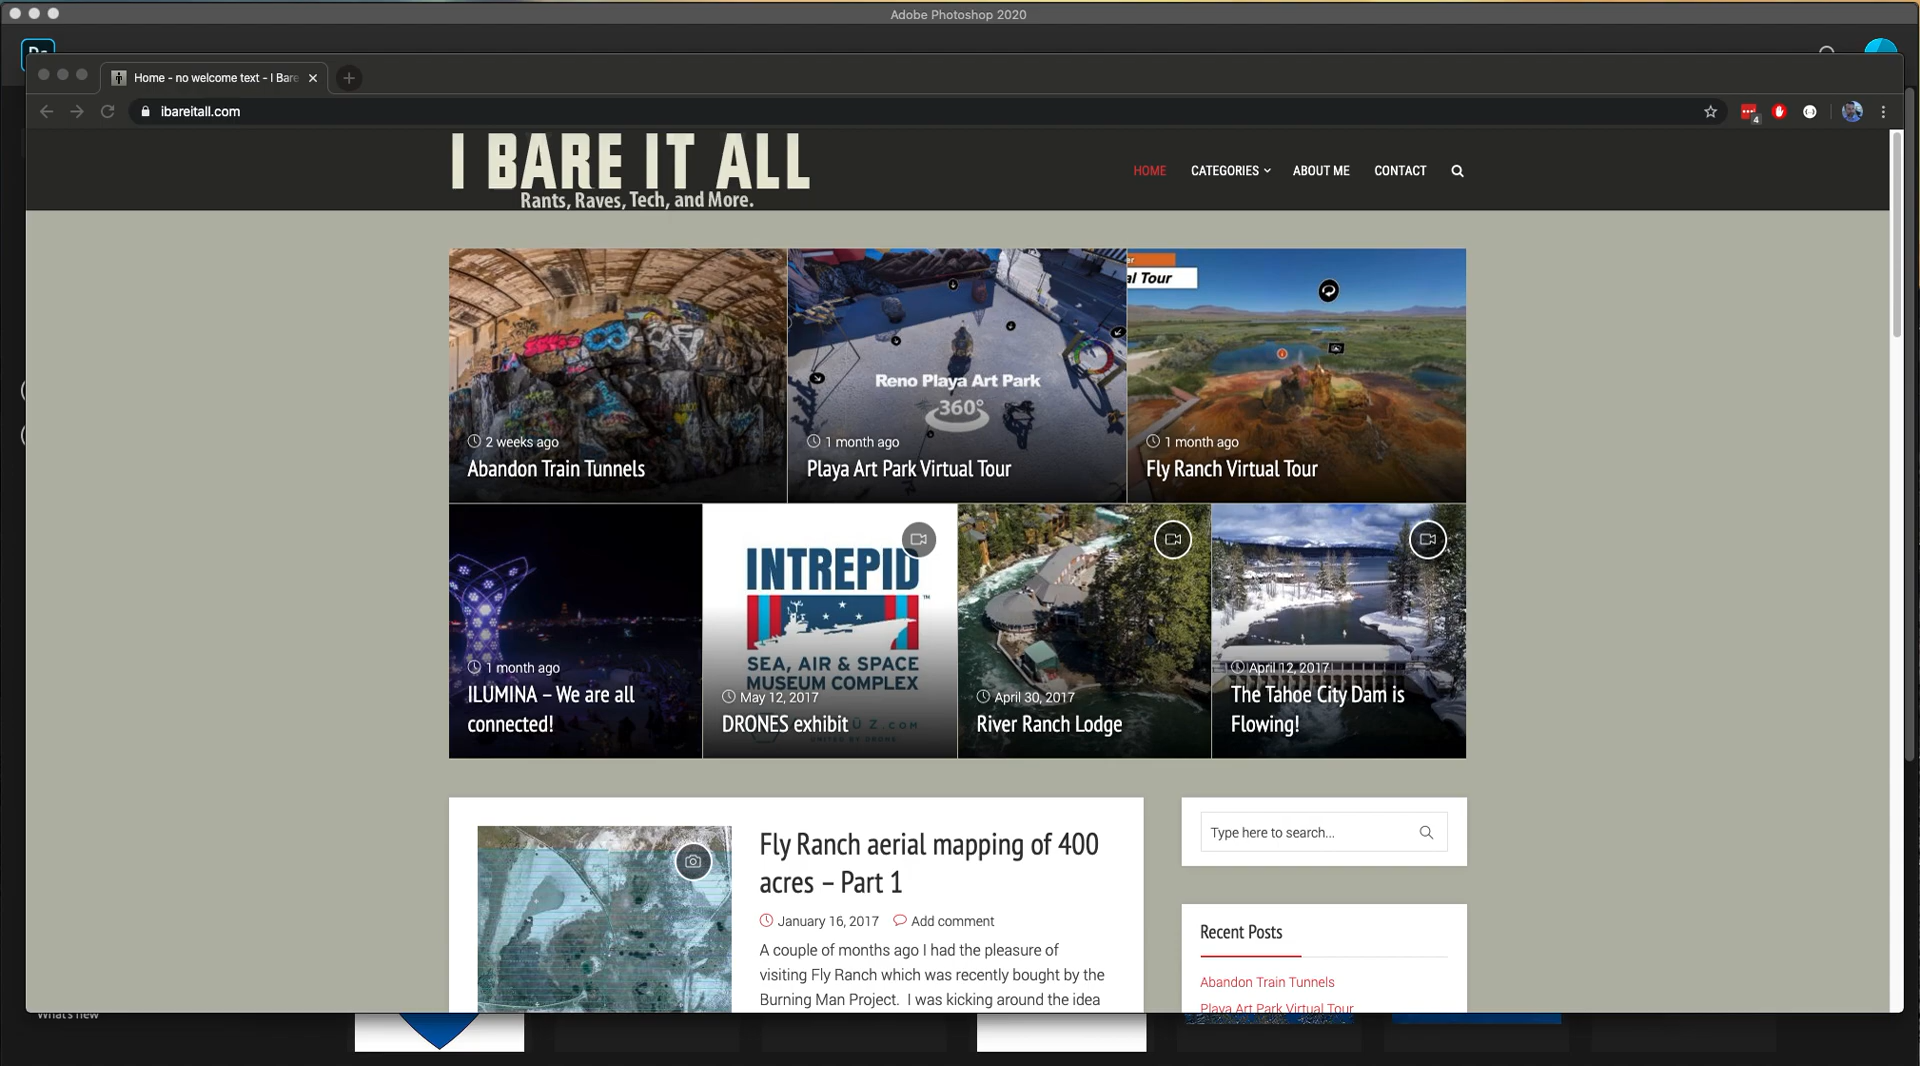 Adobe Photoshop 2020
Home - no welcome text - I Bare
ibareitall.com
4
I BARE IT ALL
Rants, Raves, Tech, and More.
HOME
CATEGORIES
ABOUT ME
CONTACT
2 weeks ago
Abandon Train Tunnels
Reno Playa Art Park
360°
1 month ago
Playa Art Park Virtual Tour
er
al Tour
1 month ago
Fly Ranch Virtual Tour
1 month ago
ILUMINA – We are all
connected!
INTREPID
™
SEA, AIR & SPACE
MUSEUM COMPLEX
May 12, 2017
DRONES exhibit
April 30, 2017
River Ranch Lodge
April 12, 2017
The Tahoe City Dam is
Flowing!
Fly Ranch aerial mapping of 400
acres – Part 1
January 16, 2017
Add comment
A couple of months ago I had the pleasure of
visiting Fly Ranch which was recently bought by the
Burning Man Project. I was kicking around the idea
Type here to search...
Recent Posts
Abandon Train Tunnels
Playa Art Park Virtual Tour
What's new